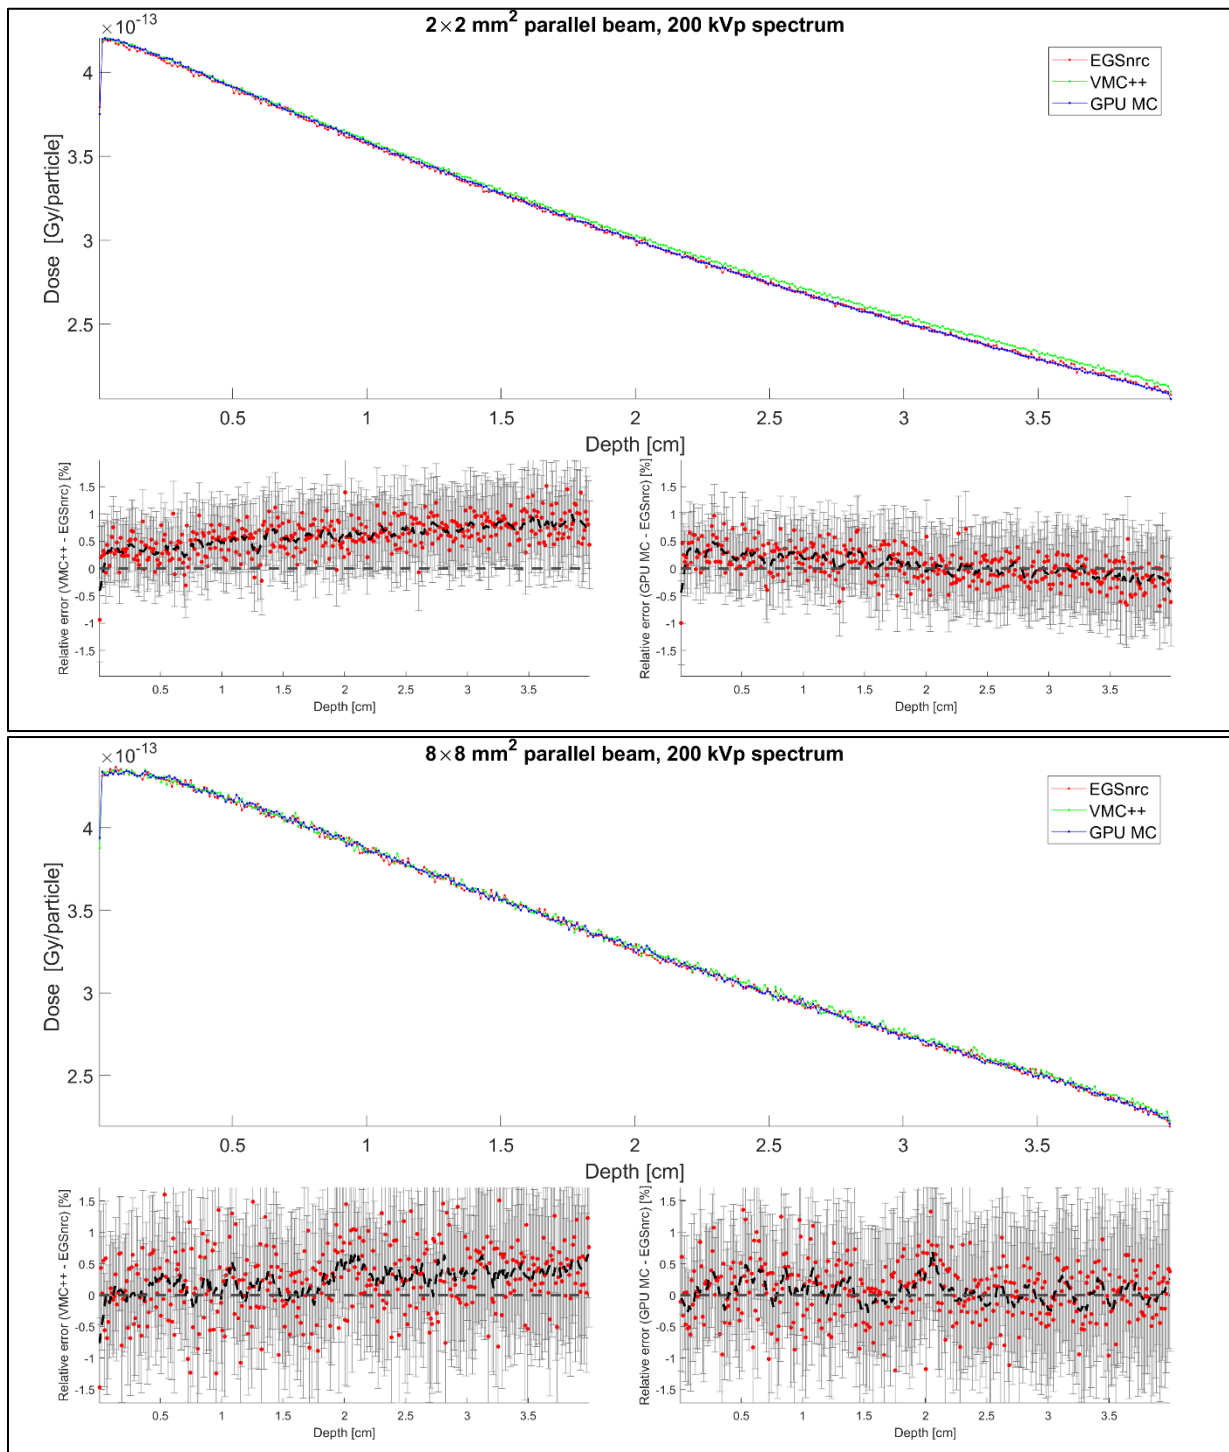 ×10⁻¹³
2×2 mm² parallel beam, 200 kVp spectrum
EGSnrc
VMC++
GPU MC
Dose [Gy/particle]
4
3.5
3
2.5
0.5 1 1.5 2 2.5 3 3.5
Depth [cm]
Relative error (VMC++ - EGSnrc) [%]
1.5
1
0.5
0
-0.5
-1
-1.5
0.5 1 1.5 2 2.5 3 3.5
Depth [cm]
Relative error (GPU MC - EGSnrc) [%]
1.5
1
0.5
0
-0.5
-1
-1.5
0.5 1 1.5 2 2.5 3 3.5
Depth [cm]
×10⁻¹³
8×8 mm² parallel beam, 200 kVp spectrum
EGSnrc
VMC++
GPU MC
Dose [Gy/particle]
4
3.5
3
2.5
0.5 1 1.5 2 2.5 3 3.5
Depth [cm]
Relative error (VMC++ - EGSnrc) [%]
1.5
1
0.5
0
-0.5
-1
-1.5
0.5 1 1.5 2 2.5 3 3.5
Depth [cm]
Relative error (GPU MC - EGSnrc) [%]
1.5
1
0.5
0
-0.5
-1
-1.5
0.5 1 1.5 2 2.5 3 3.5
Depth [cm]